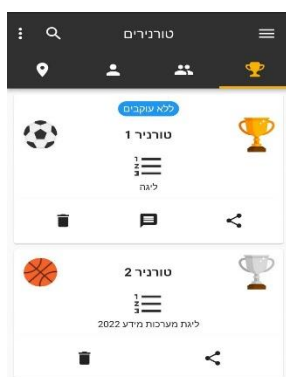 טורנירים
ללא עוקבים
טורניר 1
ליגה
טורניר 2
ליגת מערכות מידע 2022